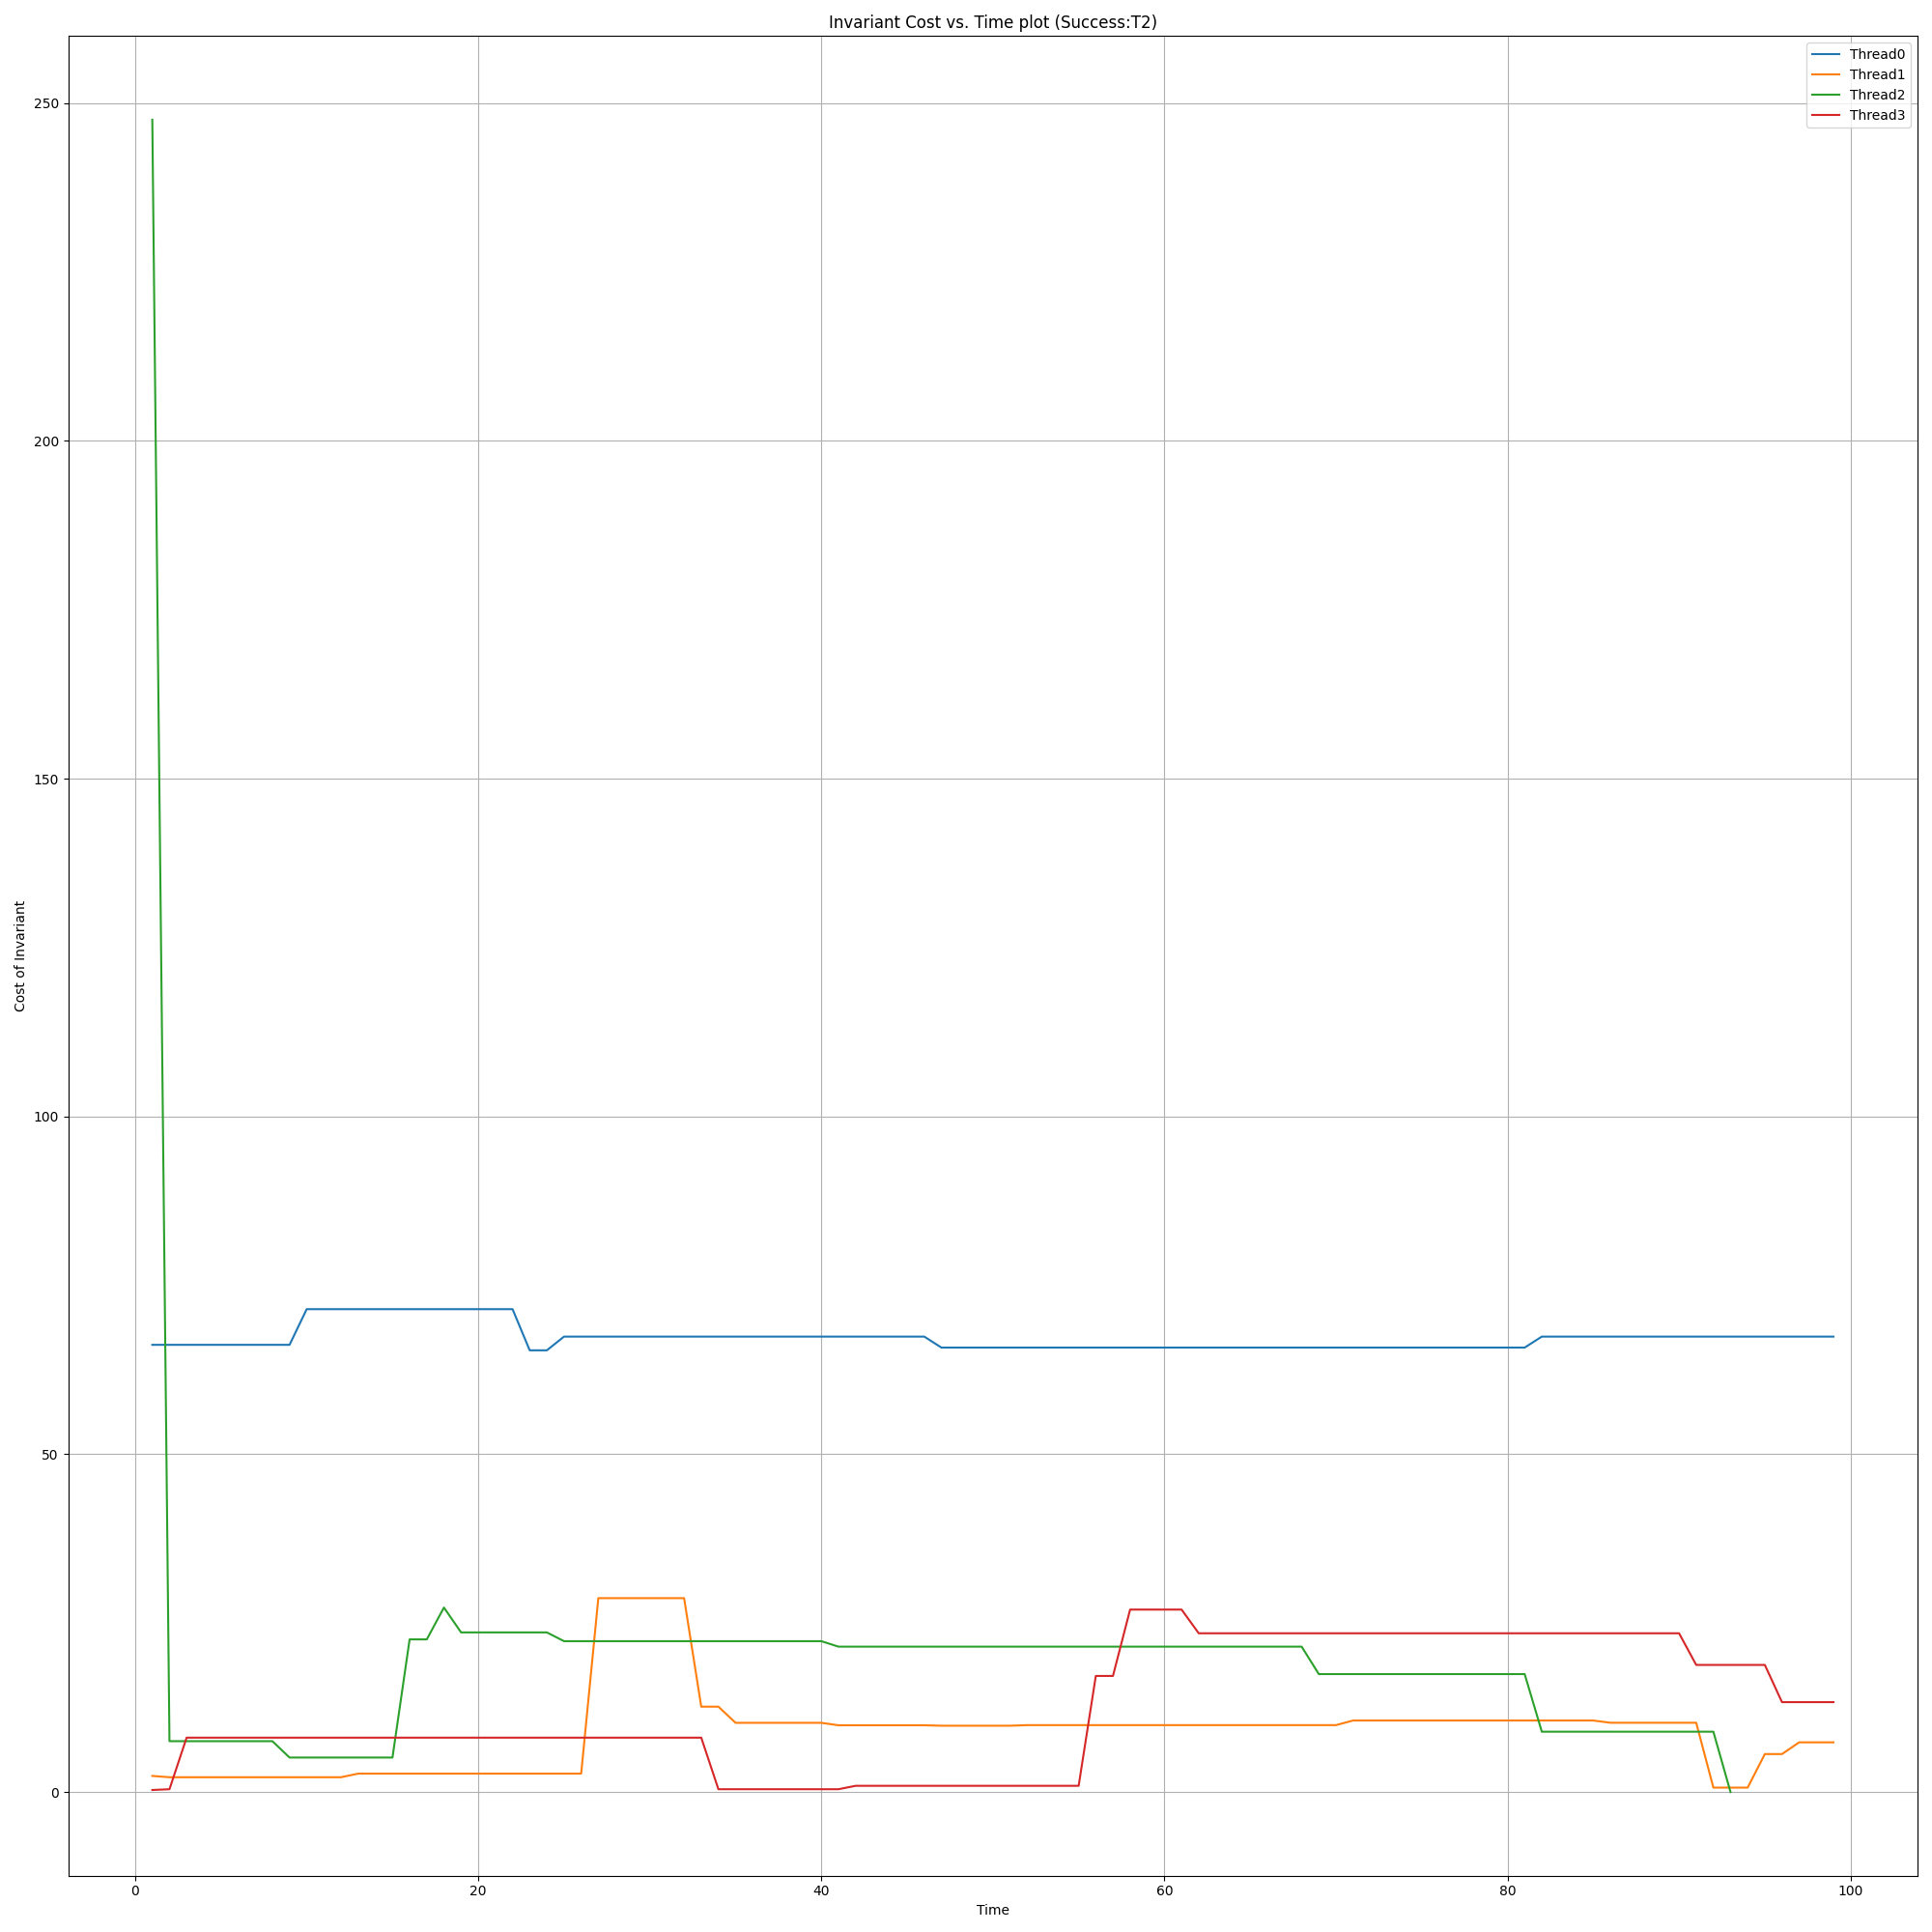 Invariant Cost vs. Time plot (Success:T2)
Thread0
Thread1
Thread2
Thread3
250
200
150
100
50
0
Cost of Invariant
0 20 40 60 80 100
Time